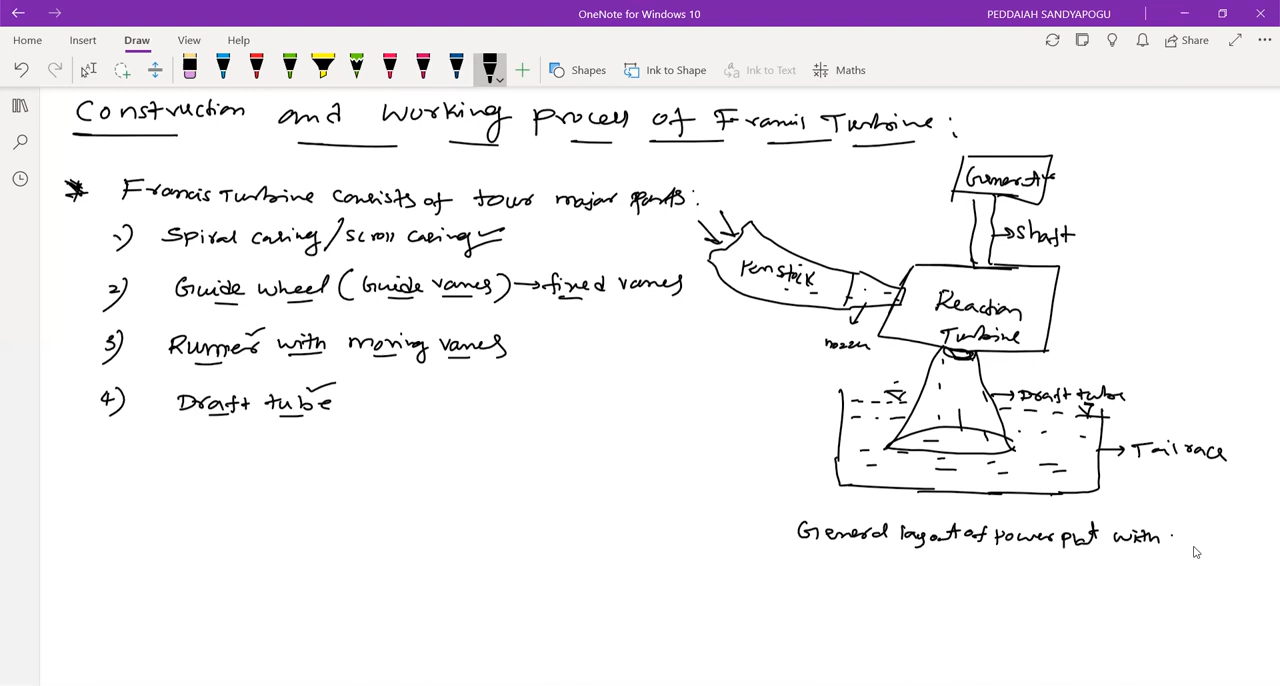 OneNote for Windows 10
PEDDAIAH SANDYAPOGU
Home Insert Draw View Help
Share
Shapes Ink to Shape Ink to Text Maths
Construction and working process of Francis Turbine:
* Francis Turbine consists of four major parts:
1) Spiral casing/scroll casing
2) Guide wheel (Guide vanes) → fixed vanes
3) Runner with moving vanes
4) Draft tube
Generator
shaft
Penstock
Reaction
Turbine
Draft tube
Tail race
General layout of power plant with